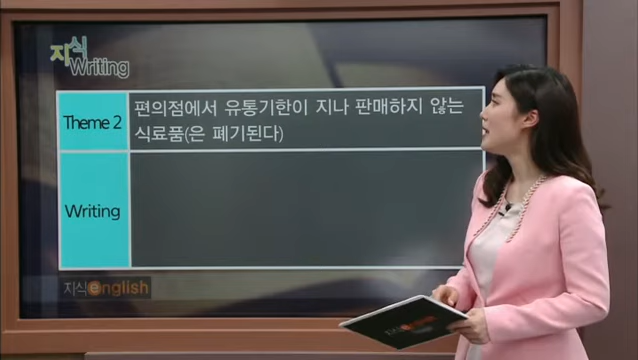 지식
Writing
Theme 2
편의점에서 유통기한이 지나 판매하지 않는
식료품(은 폐기된다)
Writing
지식english